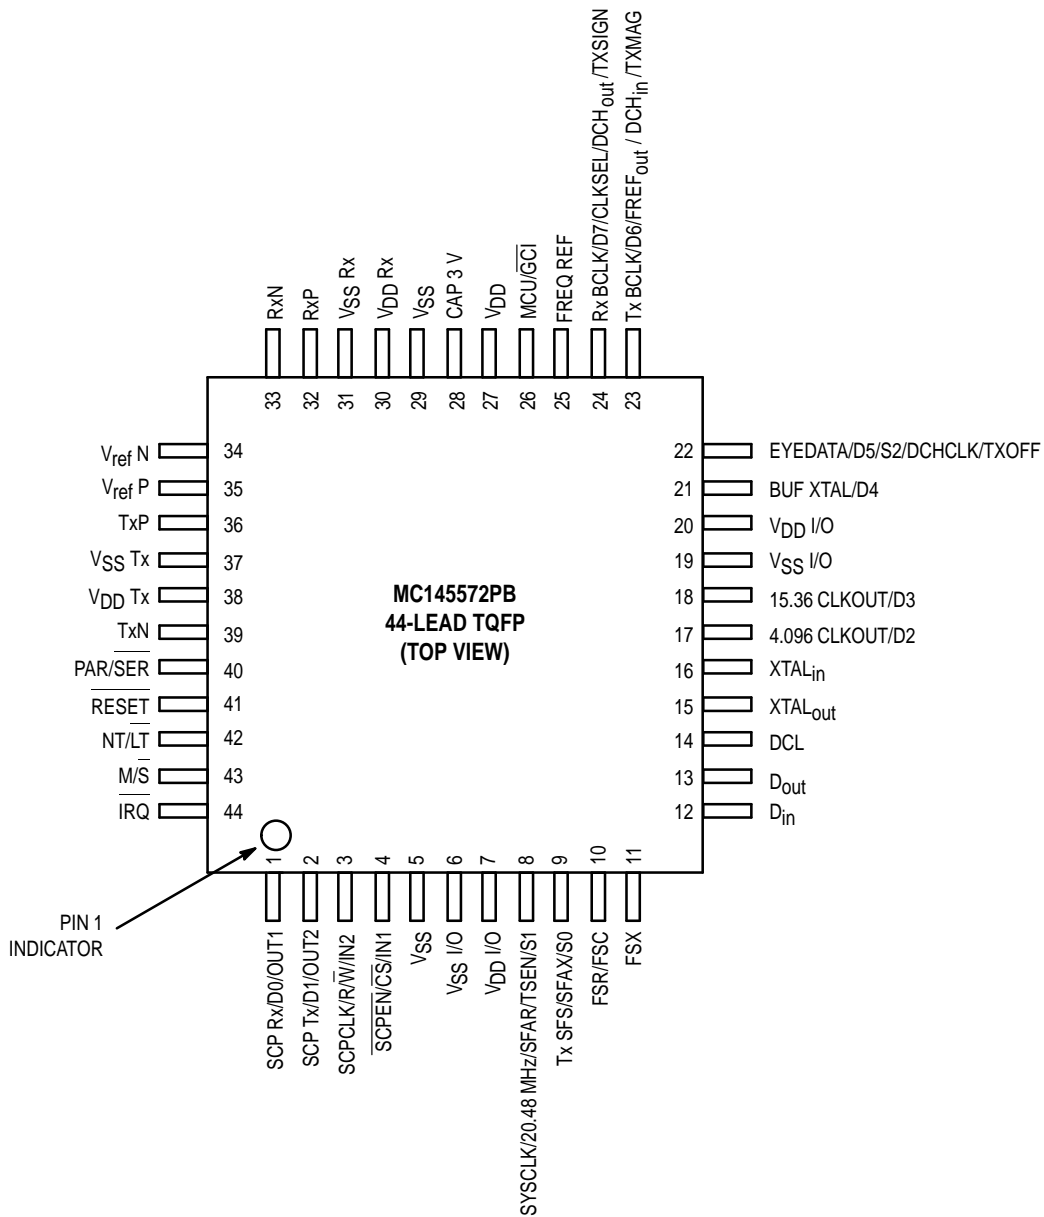 Rx BCLK/D7/CLKSEL/DCHout/TXSIGN
Tx BCLK/D6/FREFout / DCHin /TXMAG
RxN
RxP
VSS Rx
VDD Rx
VSS
CAP 3 V
VDD
MCU/G̅C̅I̅
FREQ REF
33
32
31
30
29
28
27
26
25
24
23
Vref N
34
22
EYEDATA/D5/S2/DCHCLK/TXOFF
Vref P
35
21
BUF XTAL/D4
TxP
36
20
VDD I/O
VSS Tx
37
19
VSS I/O
VDD Tx
38
18
15.36 CLKOUT/D3
TxN
39
17
4.096 CLKOUT/D2
PAR/S̅E̅R̅
40
16
XTALin
R̅E̅S̅E̅T̅
41
15
XTALout
NT/L̅T̅
42
14
DCL
M/S̅
43
13
Dout
I̅R̅Q̅
44
12
Din
MC145572PB
44-LEAD TQFP
(TOP VIEW)
1
2
3
4
5
6
7
8
9
10
11
PIN 1
INDICATOR
SCP Rx/D0/OUT1
SCP Tx/D1/OUT2
SCPCLK/R/W̅/IN2
S̅C̅P̅E̅N̅/C̅S̅/IN1
VSS
VSS I/O
VDD I/O
SYSCLK/20.48 MHz/SFAR/TSEN/S1
Tx SFS/SFAX/S0
FSR/FSC
FSX